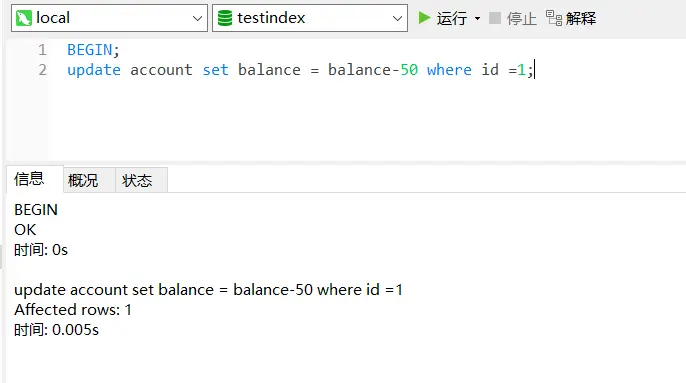 local testindex 运行 停止 解释
1 BEGIN;
2 update account set balance = balance-50 where id =1;
信息 概况 状态
BEGIN
OK
时间: 0s
update account set balance = balance-50 where id =1
Affected rows: 1
时间: 0.005s